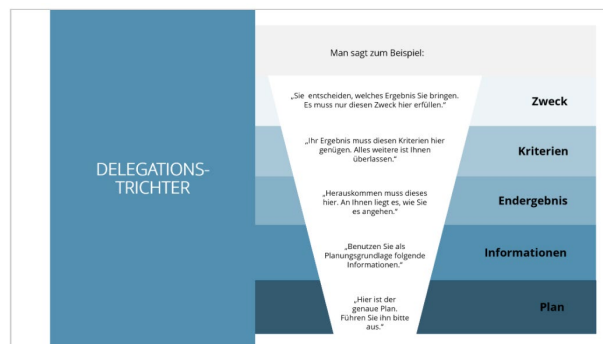 DELEGATIONS-
TRICHTER
Man sagt zum Beispiel:
„Sie entscheiden, welches Ergebnis Sie bringen.
Es muss nur diesen Zweck hier erfüllen.“
Zweck
„Ihr Ergebnis muss diesen Kriterien hier
genügen. Alles weitere ist Ihnen
überlassen.“
Kriterien
„Herauskommen muss dieses
hier. An Ihnen liegt es, wie Sie
es angehen.“
Endergebnis
„Benutzen Sie als
Planungsgrundlage folgende
Informationen.“
Informationen
„Hier ist der
genaue Plan.
Führen Sie ihn bitte
aus.“
Plan